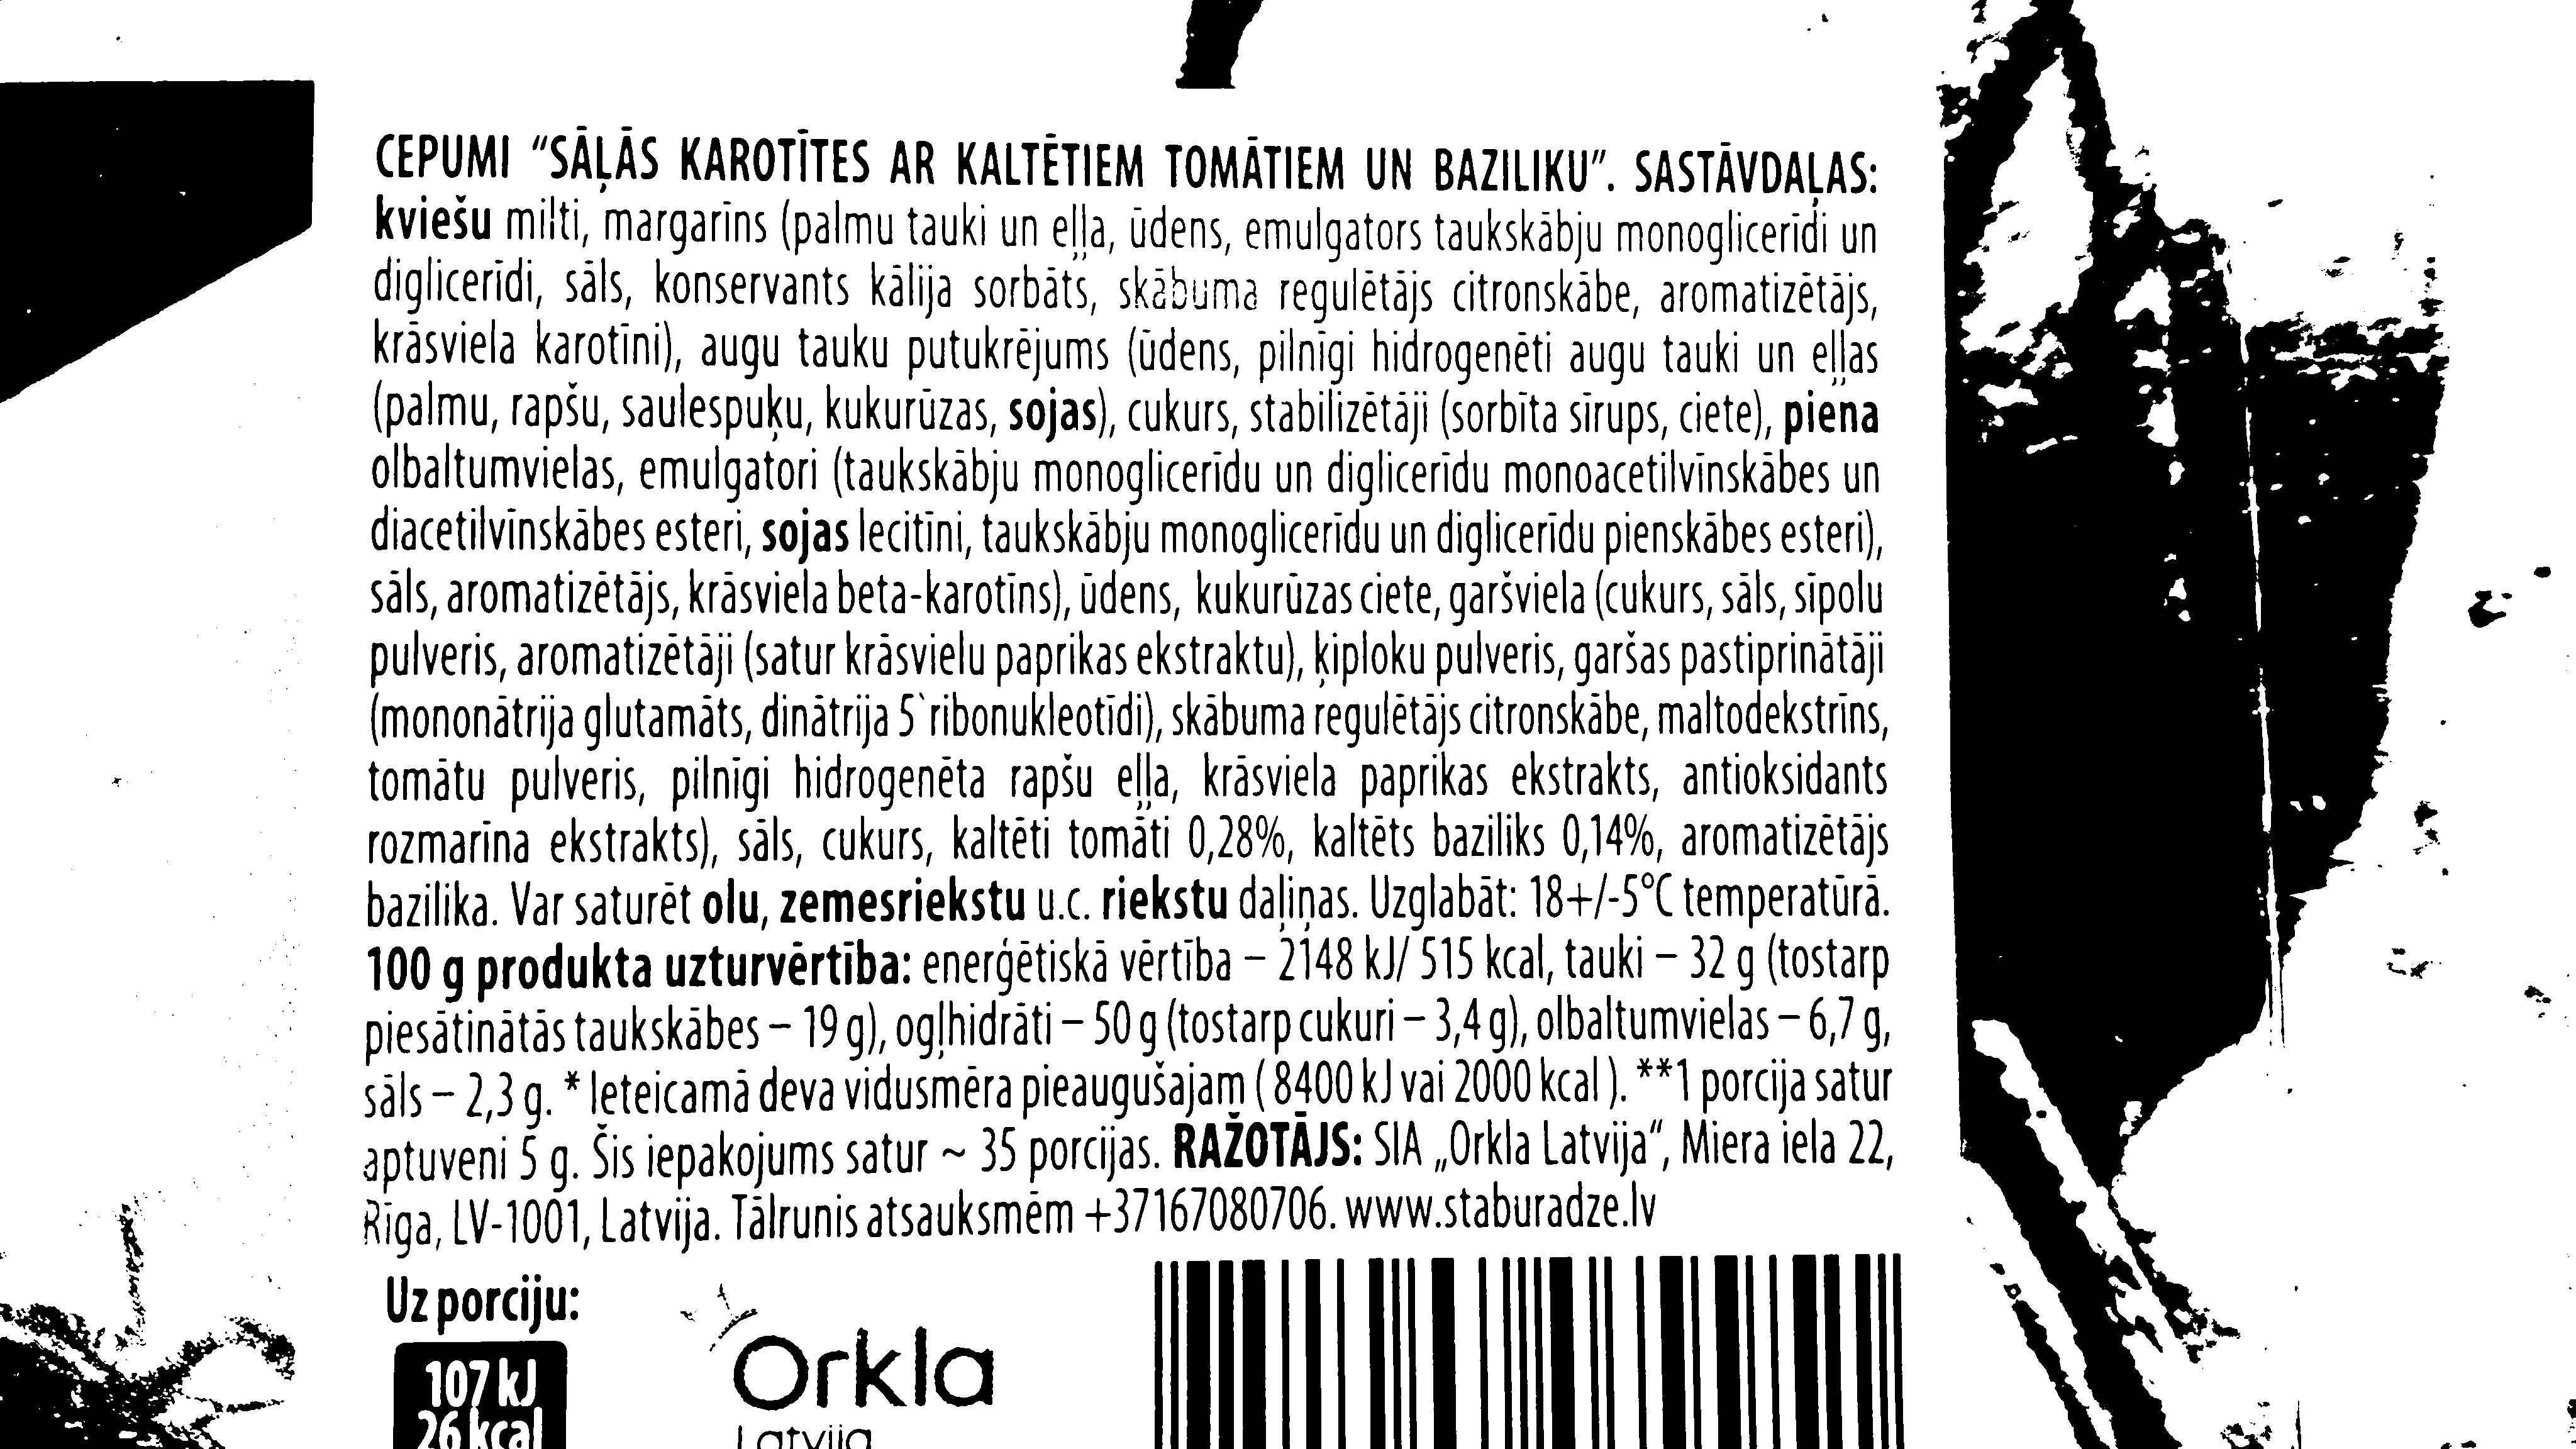 CEPUMI “SĀĻĀS KAROTĪTES AR KALTĒTIEM TOMĀTIEM UN BAZILIKU”. SASTĀVDAĻAS:
kviešu milti, margarīns (palmu tauki un eļļa, ūdens, emulgators taukskābju monoglicerīdi un
diglicerīdi, sāls, konservants kālija sorbāts, skābuma regulētājs citronskābe, aromatizētājs,
krāsviela karotīni), augu tauku putukrējums (ūdens, pilnīgi hidrogenēti augu tauki un eļļas
(palmu, rapšu, saulespuķu, kukurūzas, sojas), cukurs, stabilizētāji (sorbīta sīrups, ciete), piena
olbaltumvielas, emulgatori (taukskābju monoglicerīdu un diglicerīdu monoacetilvīnskābes un
diacetilvīnskābes esteri, sojas lecitīni, taukskābju monoglicerīdu un diglicerīdu pienskābes esteri),
sāls, aromatizētājs, krāsviela beta-karotīns), ūdens, kukurūzas ciete, garšviela (cukurs, sāls, sīpolu
pulveris, aromatizētāji (satur krāsvielu paprikas ekstraktu), ķiploku pulveris, garšas pastiprinātāji
(mononātrija glutamāts, dinātrija 5`ribonukleotīdi), skābuma regulētājs citronskābe, maltodekstrīns,
tomātu pulveris, pilnīgi hidrogenēta rapšu eļļa, krāsviela paprikas ekstrakts, antioksidants
rozmarīna ekstrakts), sāls, cukurs, kaltēti tomāti 0,28%, kaltēts baziliks 0,14%, aromatizētājs
bazilika. Var saturēt olu, zemesriekstu u.c. riekstu daļiņas. Uzglabāt: 18+/-5°C temperatūrā.
100 g produkta uzturvērtība: enerģētiskā vērtība – 2148 kJ/ 515 kcal, tauki – 32 g (tostarp
piesātinātās taukskābes – 19 g), ogļhidrāti – 50 g (tostarp cukuri – 3,4 g), olbaltumvielas – 6,7 g,
sāls – 2,3 g. * Ieteicamā deva vidusmēra pieaugušajam ( 8400 kJ vai 2000 kcal ). **1 porcija satur
aptuveni 5 g. Šis iepakojums satur ~ 35 porcijas. RAŽOTĀJS: SIA „Orkla Latvija“, Miera iela 22,
Rīga, LV-1001, Latvija. Tālrunis atsauksmēm +37167080706. www.staburadze.lv
Uz porciju:
107 kJ
26 kcal
Orkla
Latvija